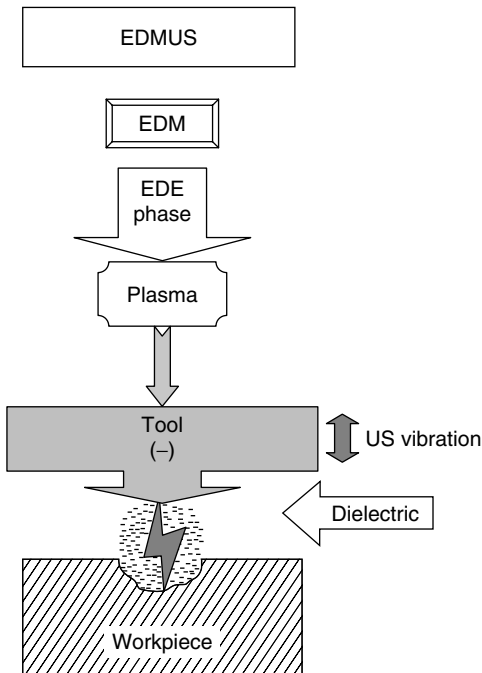 EDMUS
EDM
EDE
phase
Plasma
Tool
(–)
US vibration
Dielectric
Workpiece